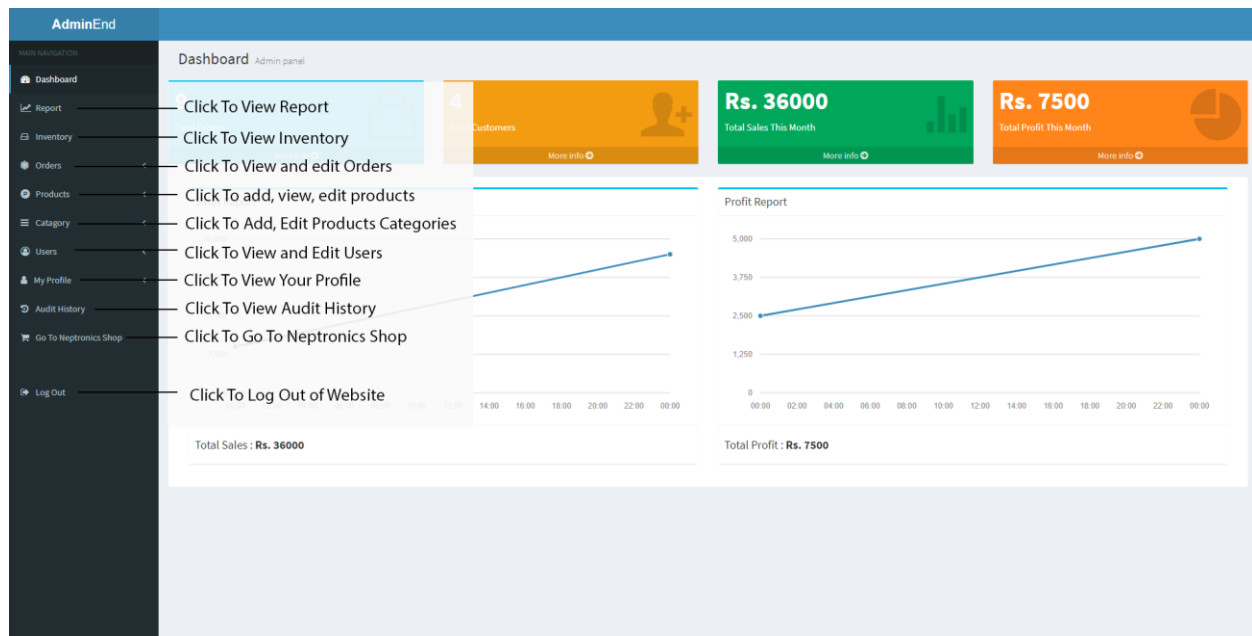 AdminEnd
MAIN NAVIGATION
Dashboard
Report
Inventory
Orders
Products
Catagory
Users
My Profile
Audit History
Go To Neptronics Shop
Log Out
Dashboard Admin panel
Click To View Report
Click To View Inventory
Click To View and edit Orders
Click To add, view, edit products
Click To Add, Edit Products Categories
Click To View and Edit Users
Click To View Your Profile
Click To View Audit History
Click To Go To Neptronics Shop
Click To Log Out of Website
4
Customers
More info
Rs. 36000
Total Sales This Month
More info
Rs. 7500
Total Profit This Month
More info
14:00 16:00 18:00 20:00 22:00 00:00
Total Sales : Rs. 36000
Profit Report
5,000
3,750
2,500
1,250
0
00:00 02:00 04:00 06:00 08:00 10:00 12:00 14:00 16:00 18:00 20:00 22:00 00:00
Total Profit : Rs. 7500